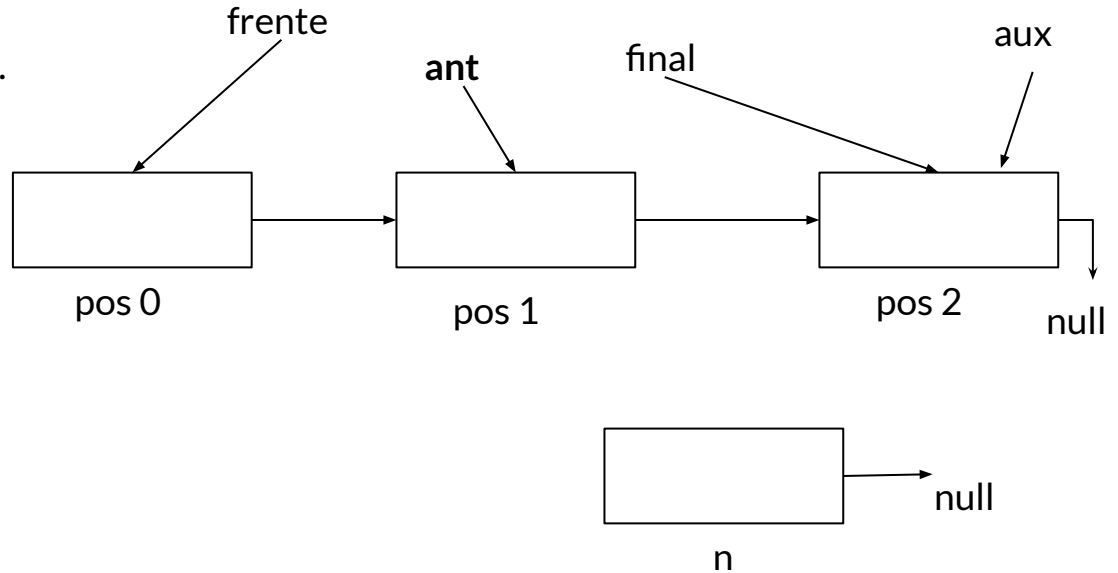 frente
ant
final
aux
.
pos 0
pos 1
pos 2
null
null
n